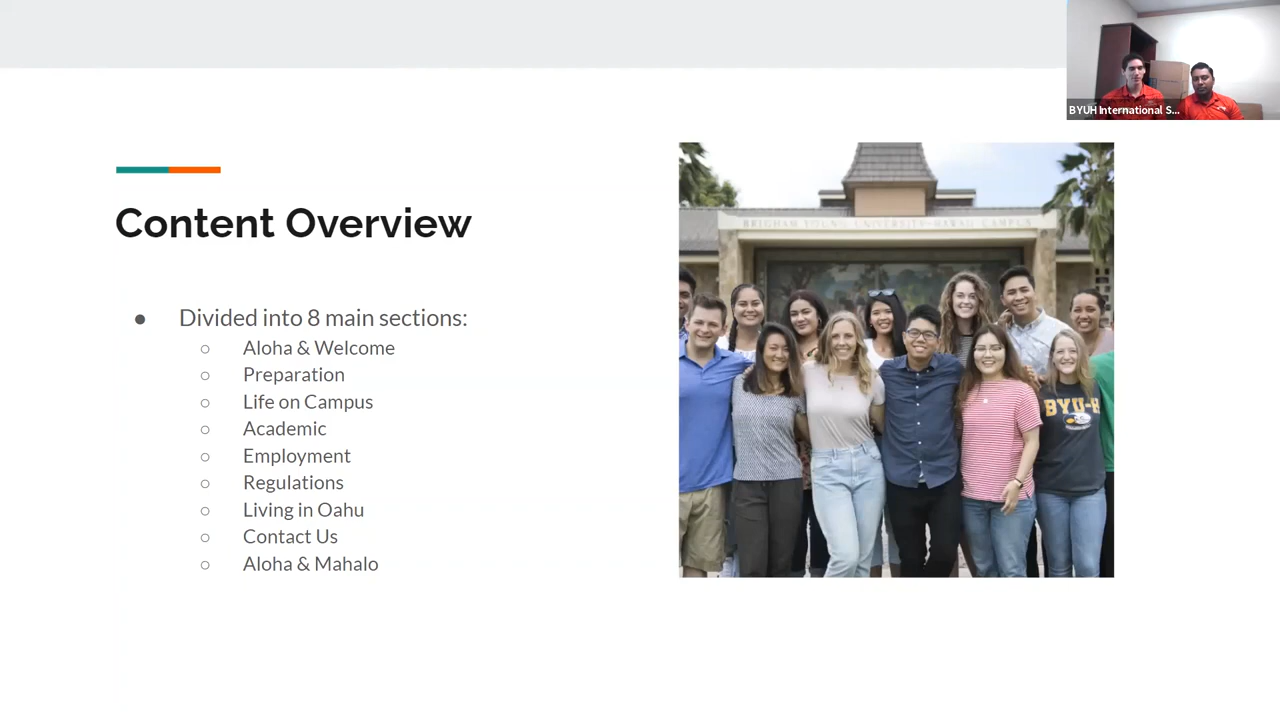 BYUH International S...
Content Overview
BRIGHAM YOUNG UNIVERSITY-HAWAII CAMPUS
● Divided into 8 main sections:
○ Aloha & Welcome
○ Preparation
○ Life on Campus
○ Academic
○ Employment
○ Regulations
○ Living in Oahu
○ Contact Us
○ Aloha & Mahalo
BYU-H